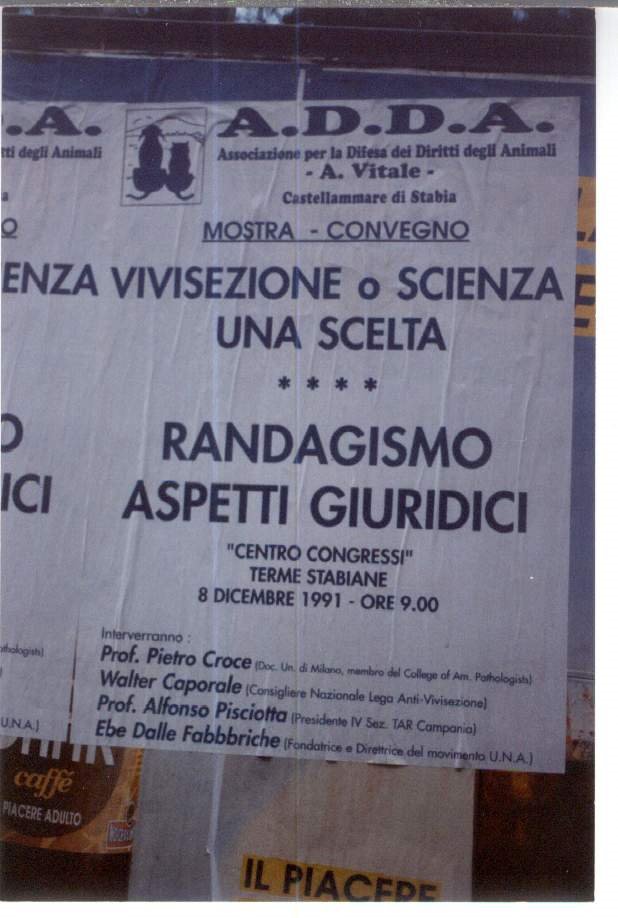 .A.
tti degli Animali
O
ENZA
O
ICI
U.N.A.)
A.D.D.A.
Associazione per la Difesa dei Diritti degli Animali
- A. Vitale -
Castellammare di Stabia
MOSTRA - CONVEGNO
VIVISEZIONE o SCIENZA
UNA SCELTA
* * * *
RANDAGISMO
ASPETTI GIURIDICI
"CENTRO CONGRESSI"
TERME STABIANE
8 DICEMBRE 1991 - ORE 9.00
Interverranno :
Prof. Pietro Croce (Doc. Un. di Milano, membro del College of Am. Pathologists)
Walter Caporale (Consigliere Nazionale Lega Anti-Vivisezione)
Prof. Alfonso Pisciotta (Presidente IV Sez. TAR Campania)
Ebe Dalle Fabbbriche (Fondatrice e Direttrice del movimento U.N.A.)
caffé
PIACERE ADULTO
IL PIACERE